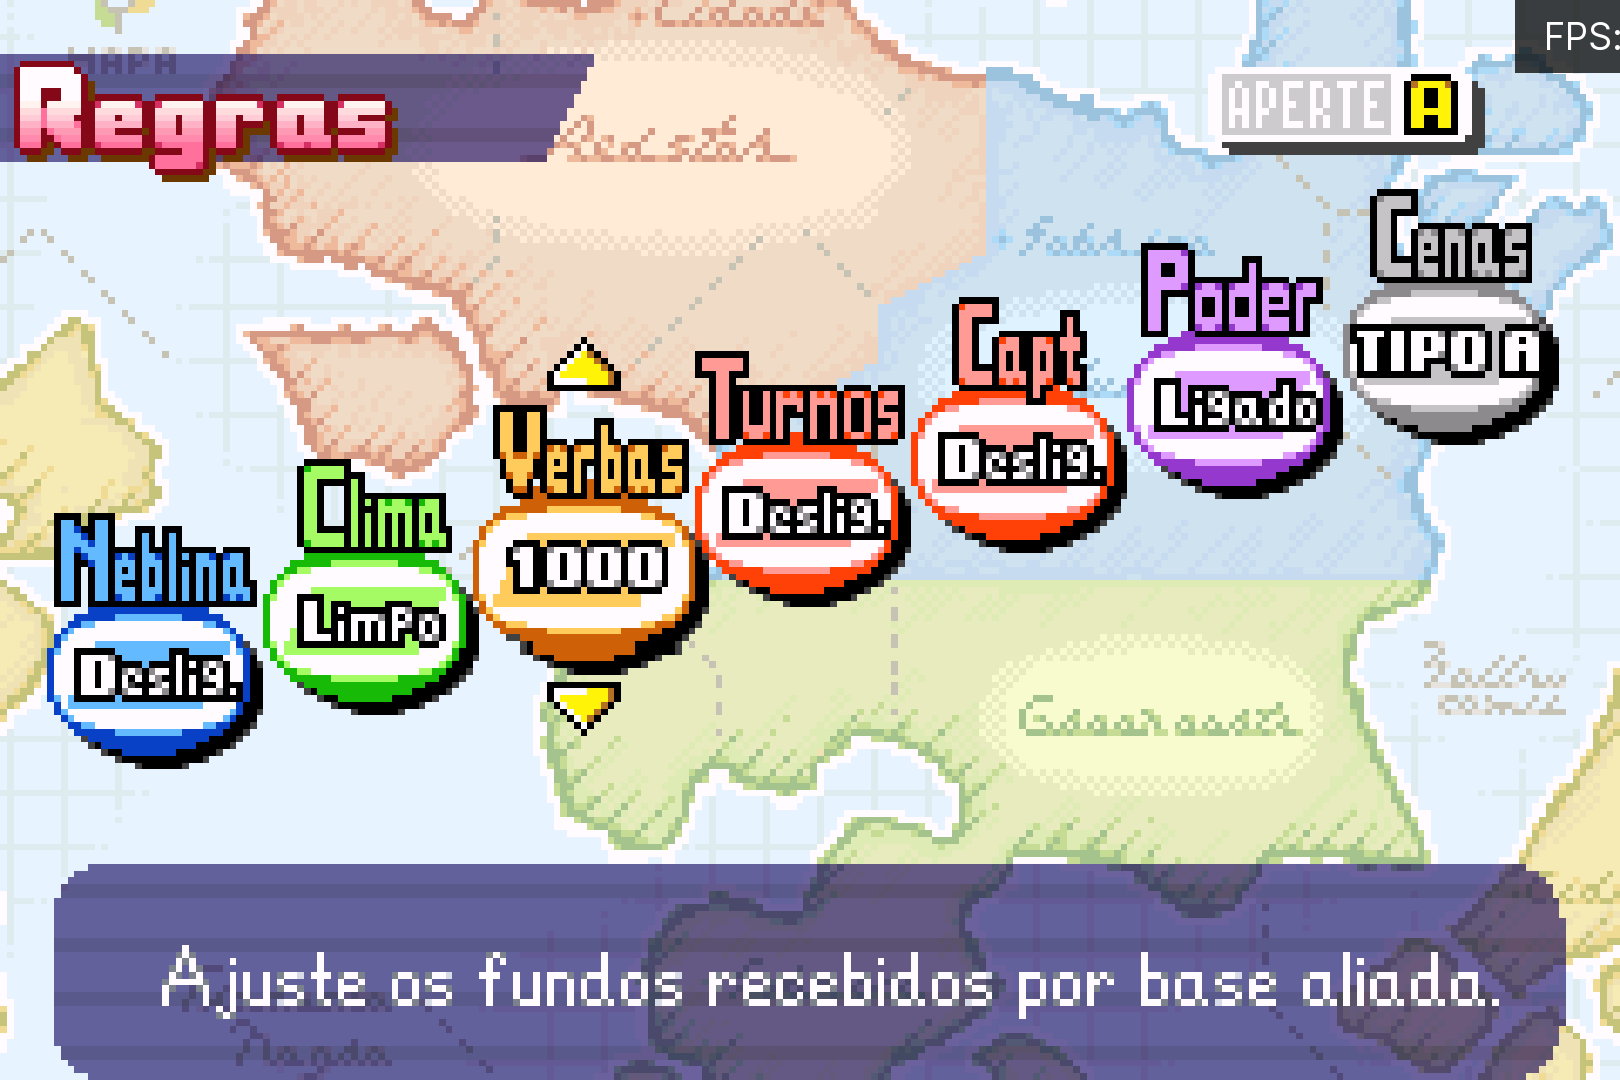 MAPA
FPS:
Regras
APERTE A
Cenas
TIPO A
Poder
Ligado
Capt
Deslig.
Turnos
Deslig.
Verbas
1000
Clima
Limpo
Neblina
Deslig.
Ajuste os fundos recebidos por base aliada.